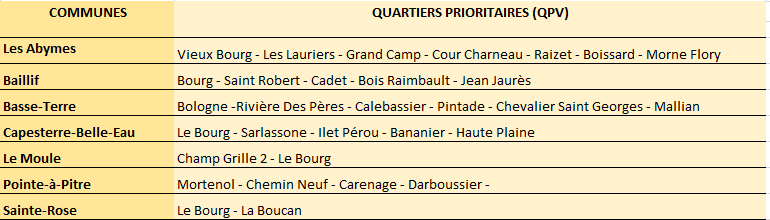 COMMUNES QUARTIERS PRIORITAIRES (QPV)
Les Abymes Vieux Bourg - Les Lauriers - Grand Camp - Cour Charneau - Raizet - Boissard - Morne Flory
Baillif Bourg - Saint Robert - Cadet - Bois Raimbault - Jean Jaurès
Basse-Terre Bologne -Rivière Des Pères - Calebassier - Pintade - Chevalier Saint Georges - Mallian
Capesterre-Belle-Eau Le Bourg - Sarlassone - Ilet Pérou - Bananier - Haute Plaine
Le Moule Champ Grille 2 - Le Bourg
Pointe-à-Pitre Mortenol - Chemin Neuf - Carenage - Darboussier -
Sainte-Rose Le Bourg - La Boucan